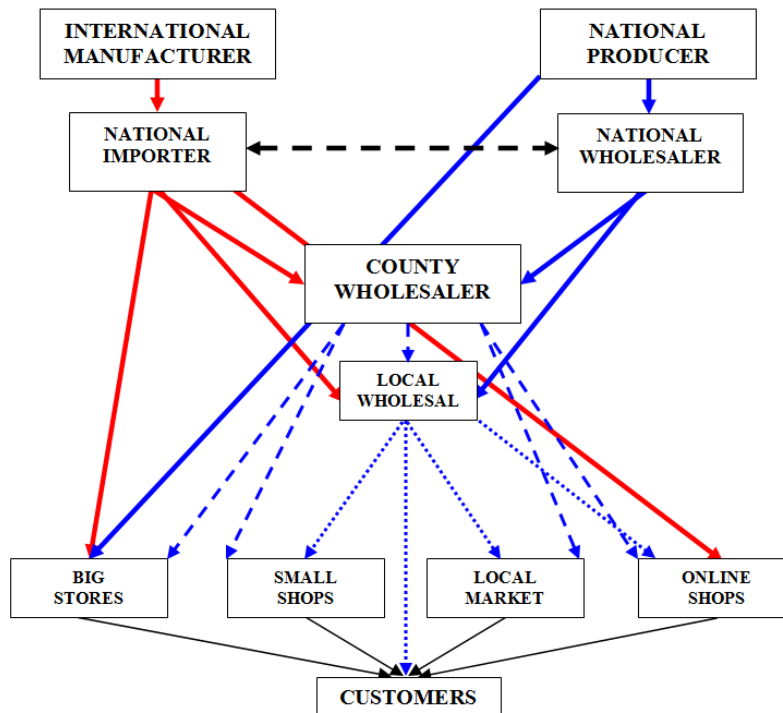 INTERNATIONAL
MANUFACTURER
NATIONAL
PRODUCER
NATIONAL
IMPORTER
NATIONAL
WHOLESALER
COUNTY
WHOLESALER
LOCAL
WHOLESAL
BIG
STORES
SMALL
SHOPS
LOCAL
MARKET
ONLINE
SHOPS
CUSTOMERS